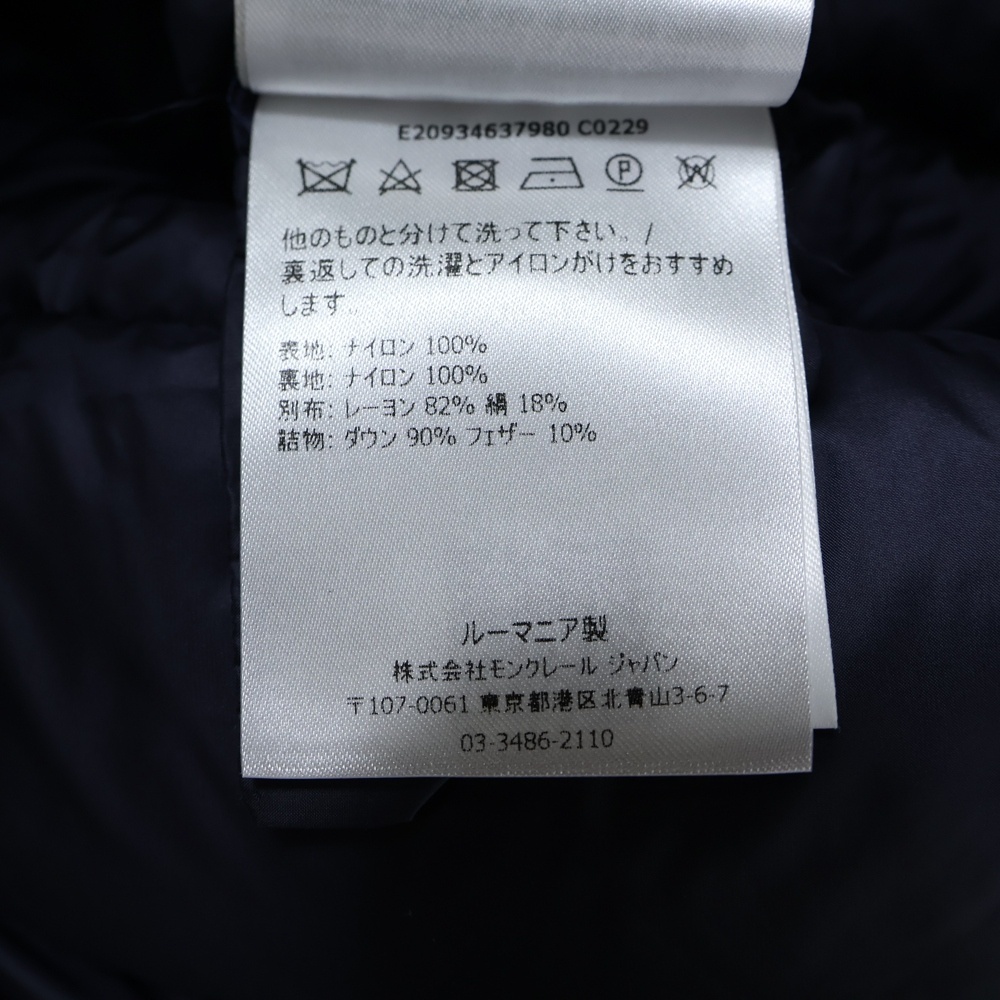 E20934637980 C0229
P
W
他のものと分けて洗って下さい。/
裏返しての洗濯とアイロンがけをおすすめ
します。
表地: ナイロン 100%
裏地: ナイロン 100%
別布: レーヨン 82% 絹 18%
詰物: ダウン 90% フェザー 10%
ルーマニア製
株式会社モンクレール ジャパン
〒107-0061 東京都港区北青山3-6-7
03-3486-2110